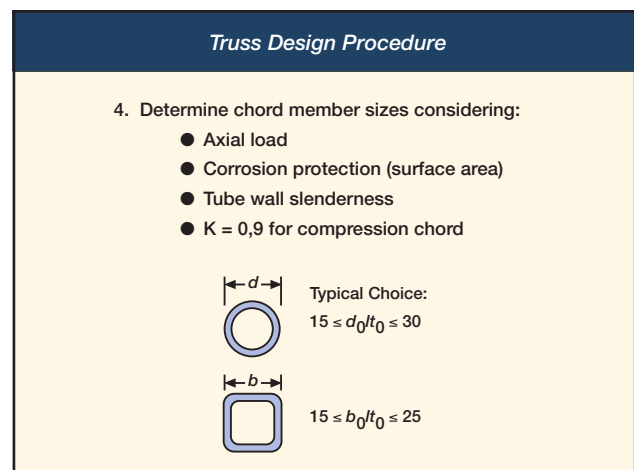 Truss Design Procedure
4. Determine chord member sizes considering:
● Axial load
● Corrosion protection (surface area)
● Tube wall slenderness
● K = 0,9 for compression chord
d
Typical Choice:
15 ≤ d0/t0 ≤ 30
b
15 ≤ b0/t0 ≤ 25